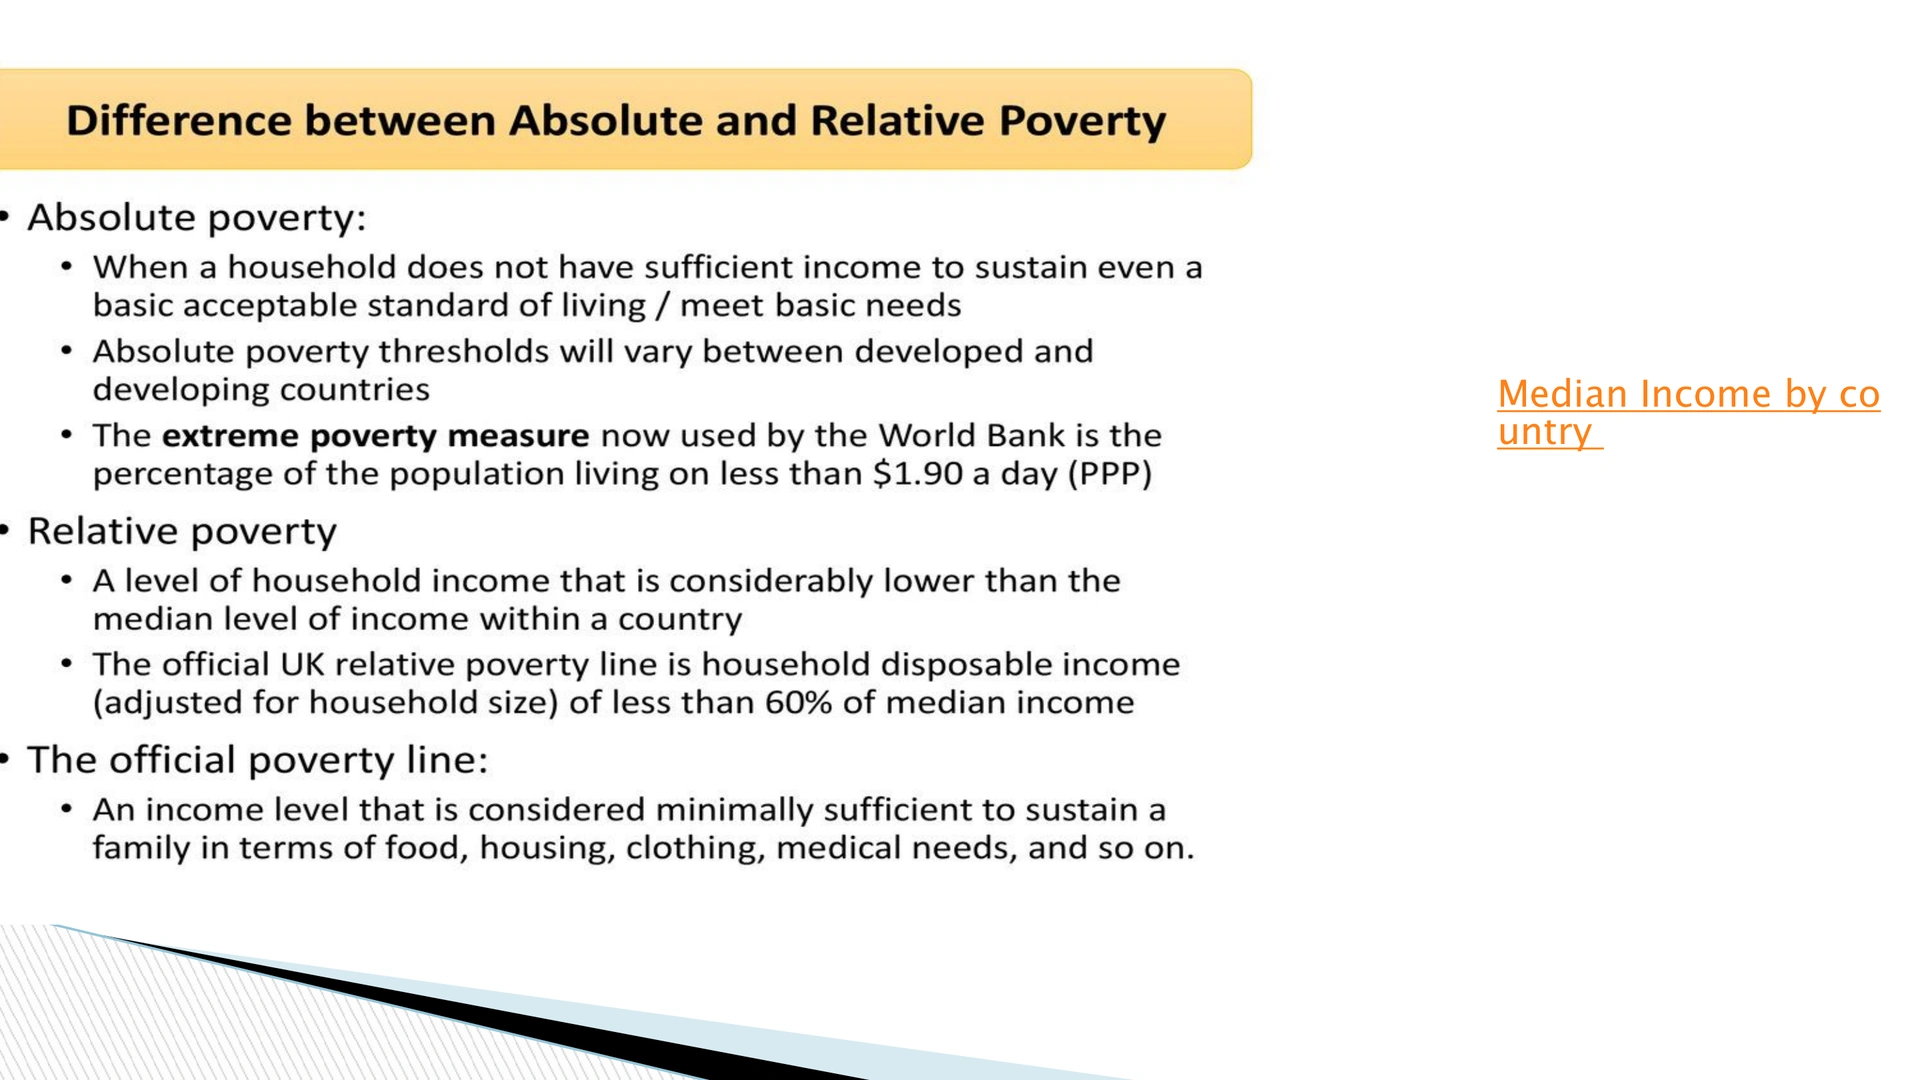 Difference between Absolute and Relative Poverty
• Absolute poverty:
• When a household does not have sufficient income to sustain even a
basic acceptable standard of living / meet basic needs
• Absolute poverty thresholds will vary between developed and
developing countries
• The extreme poverty measure now used by the World Bank is the
percentage of the population living on less than $1.90 a day (PPP)
• Relative poverty
• A level of household income that is considerably lower than the
median level of income within a country
• The official UK relative poverty line is household disposable income
(adjusted for household size) of less than 60% of median income
• The official poverty line:
• An income level that is considered minimally sufficient to sustain a
family in terms of food, housing, clothing, medical needs, and so on.
Median Income by co
untry